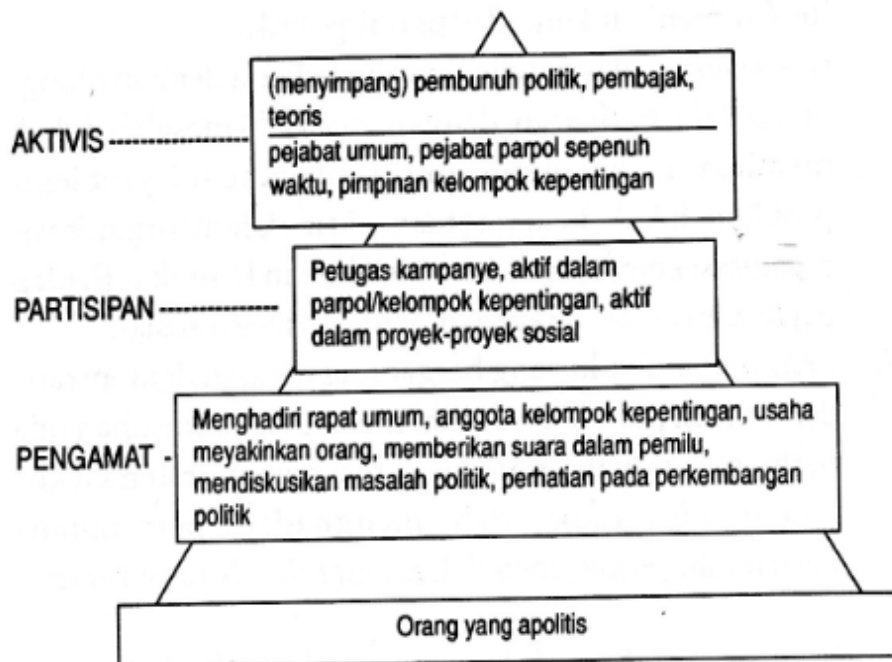 (menyimpang) pembunuh politik, pembajak,
teoris
AKTIVIS
pejabat umum, pejabat parpol sepenuh
waktu, pimpinan kelompok kepentingan
Petugas kampanye, aktif dalam
PARTISIPAN
parpol/kelompok kepentingan, aktif
dalam proyek-proyek sosial
Menghadiri rapat umum, anggota kelompok kepentingan, usaha
meyakinkan orang, memberikan suara dalam pemilu,
PENGAMAT
mendiskusikan masalah politik, perhatian pada perkembangan
politik
Orang yang apolitis